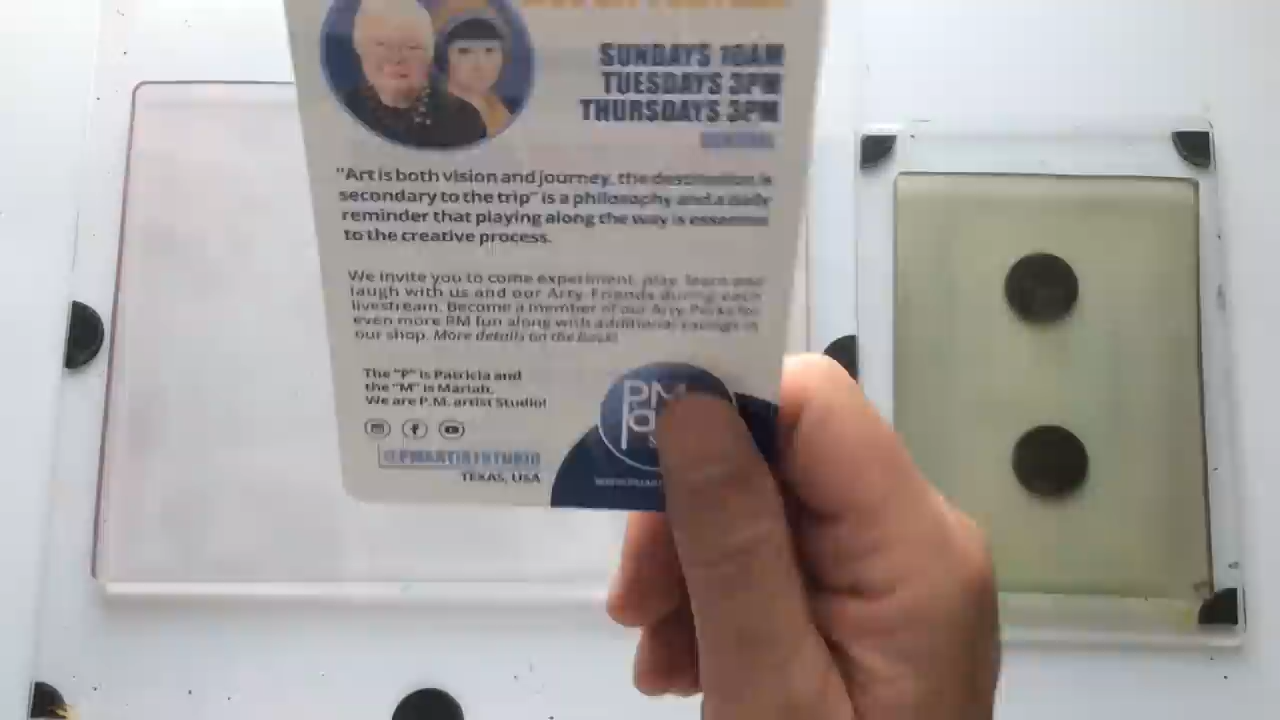 SUNDAYS 10AM
TUESDAYS 3PM
THURSDAYS 3PM
CENTRAL
"Art is both vision and journey, the destination is
secondary to the trip" is a philosophy and a daily
reminder that playing along the way is essential
to the creative process.
We invite you to come experiment, play, learn and
laugh with us and our Arty Friends during each
livestream. Become a member of our Arty Perks for
even more PM fun along with additional savings in
our shop. More details on the back!
The "P" is Patricia and
the "M" is Mariah,
We are P.M. artist Studio!
@PMARTISTSTUDIO
TEXAS, USA
PM